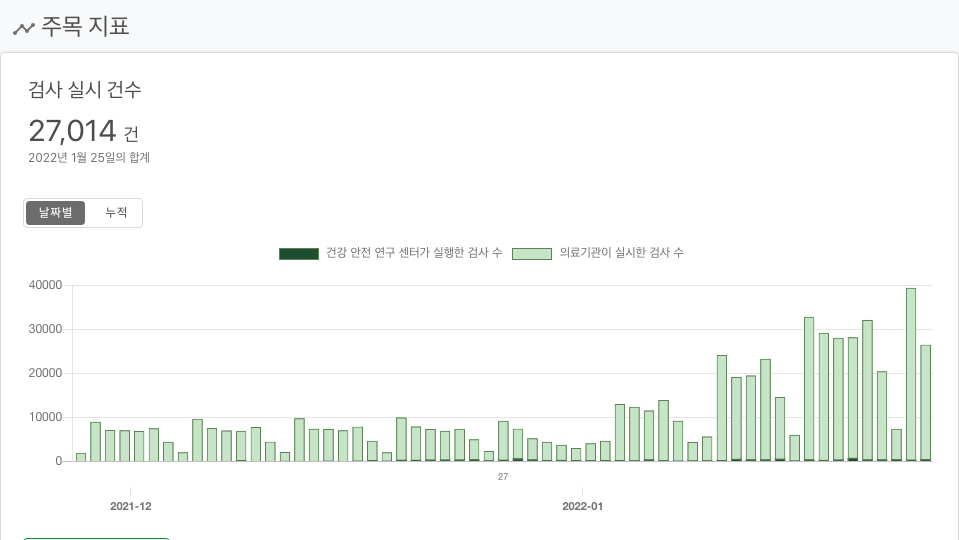 주목 지표
검사 실시 건수
27,014 건
2022년 1월 25일의 합계
날짜별 누적
건강 안전 연구 센터가 실행한 검사 수 의료기관이 실시한 검사 수
40000
30000
20000
10000
0
27
2021-12 2022-01